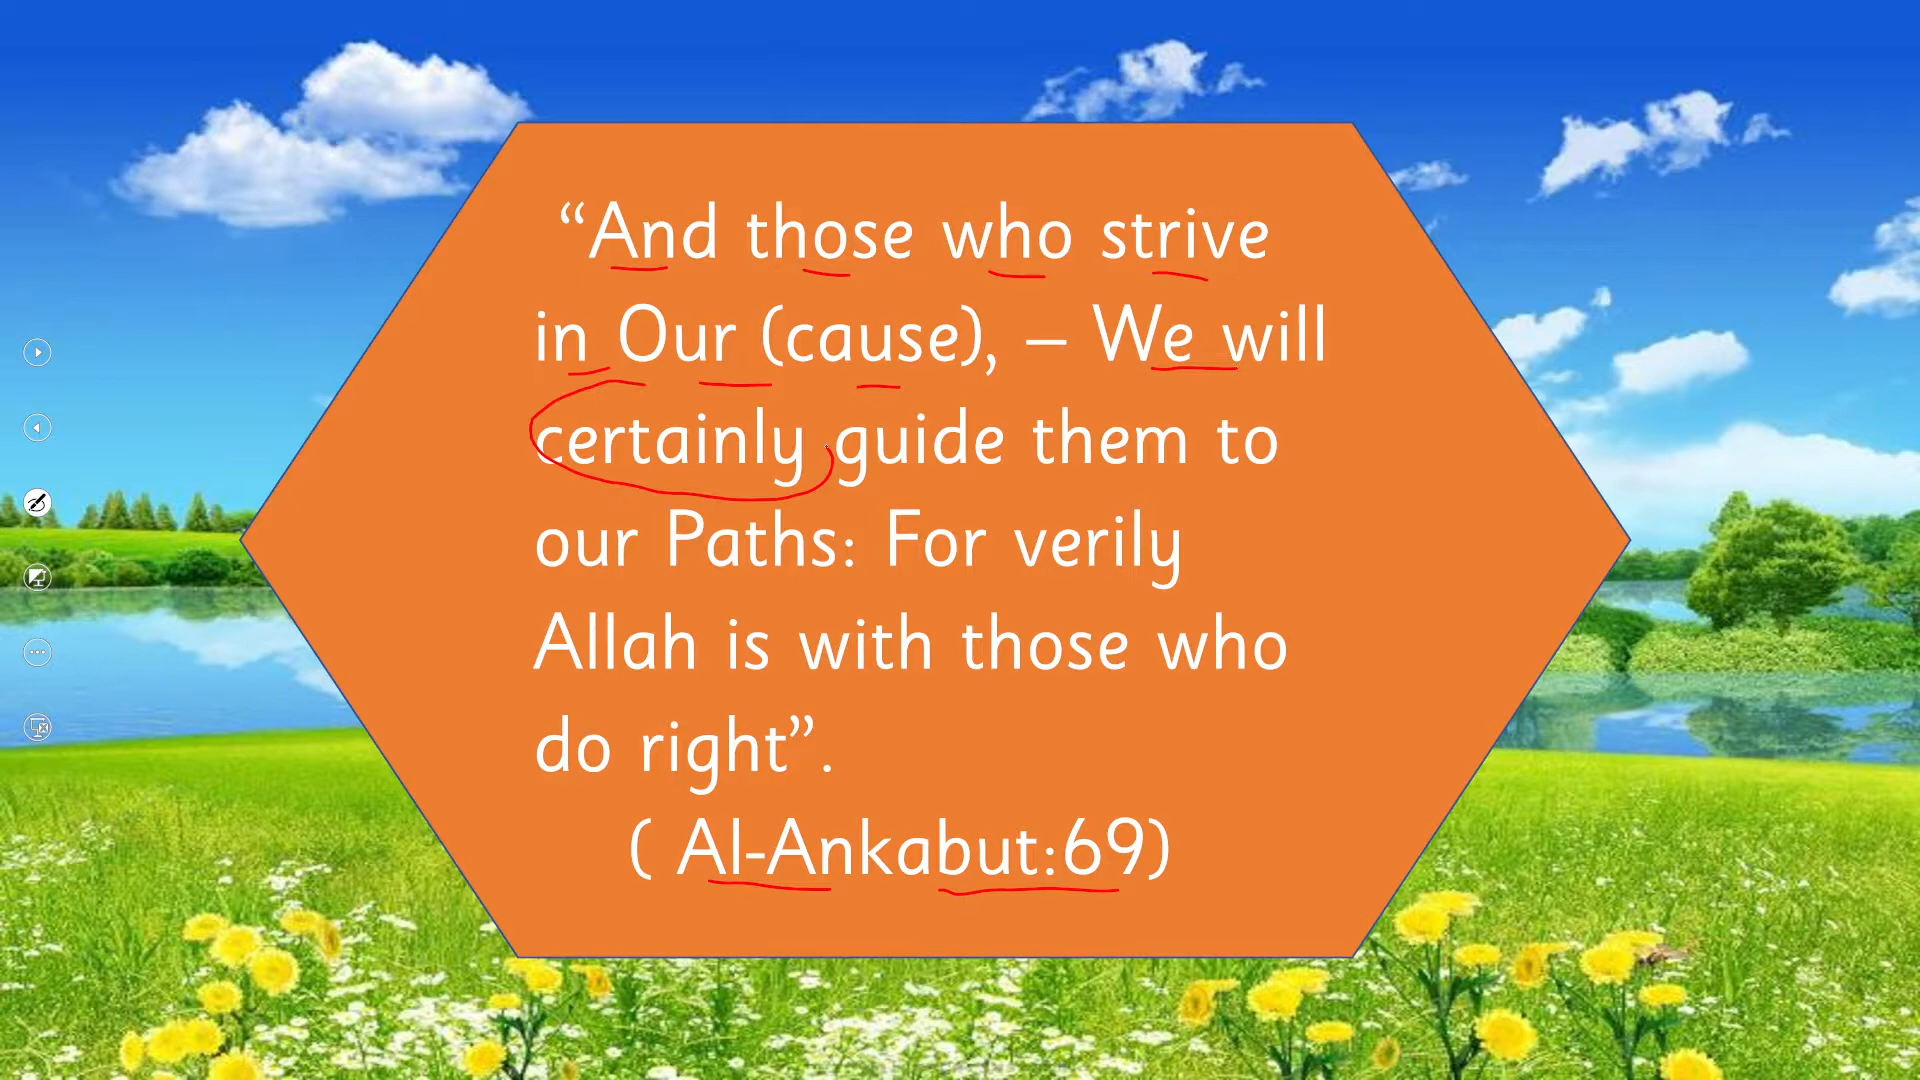 “And those who strive
in Our (cause), – We will
certainly guide them to
our Paths: For verily
Allah is with those who
do right”.
( Al-Ankabut:69)